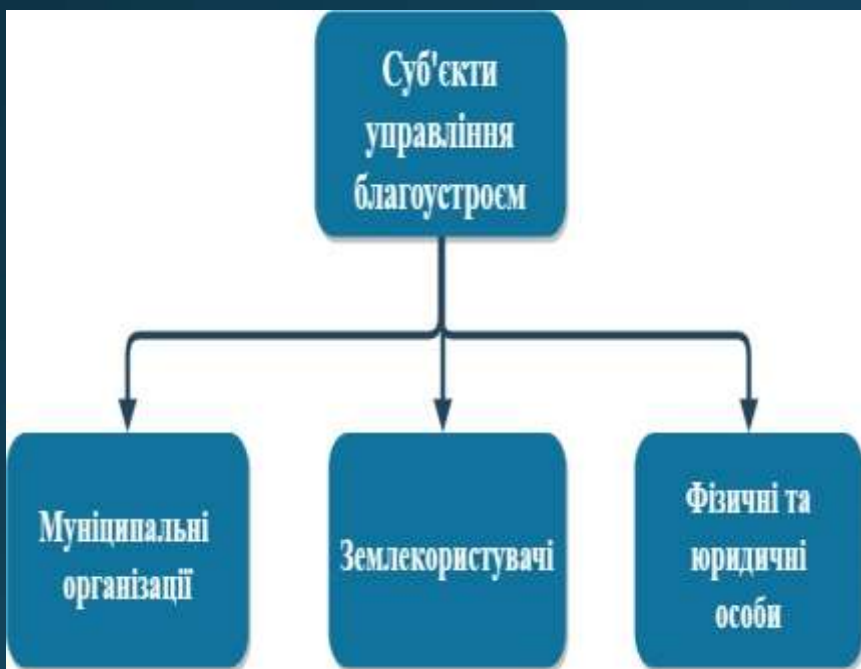 Суб'єкти
управління
благоустроєм
Муніципальні
організації
Землекористувачі
Фізичні та
юридичні
особи